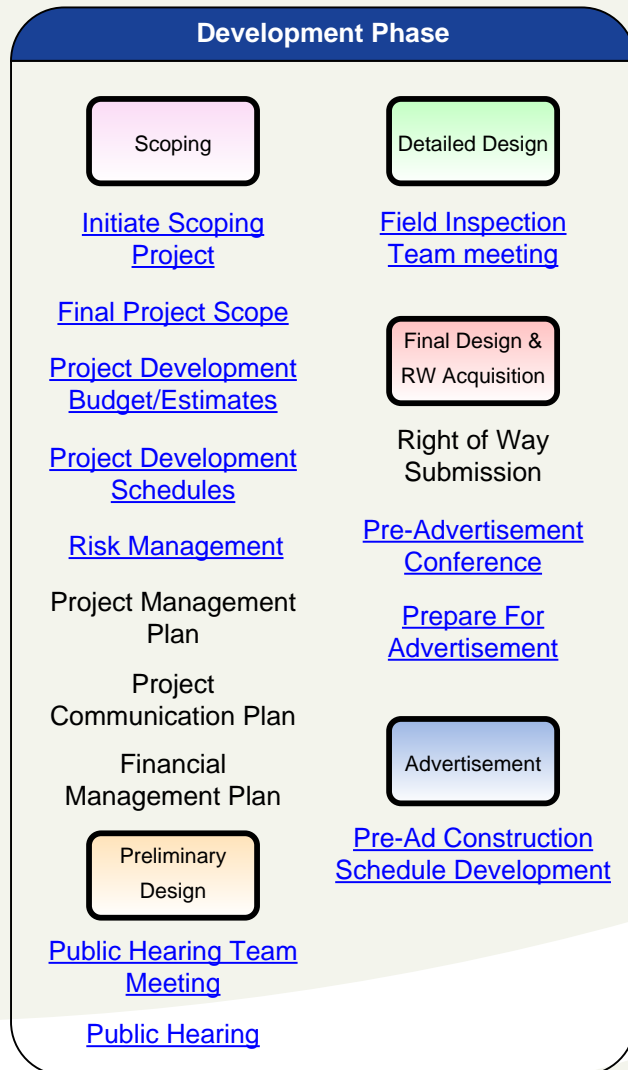 Development Phase
Scoping
Initiate Scoping
Project
Final Project Scope
Project Development
Budget/Estimates
Project Development
Schedules
Risk Management
Project Management
Plan
Project
Communication Plan
Financial
Management Plan
Preliminary
Design
Public Hearing Team
Meeting
Public Hearing
Detailed Design
Field Inspection
Team meeting
Final Design &
RW Acquisition
Right of Way
Submission
Pre-Advertisement
Conference
Prepare For
Advertisement
Advertisement
Pre-Ad Construction
Schedule Development